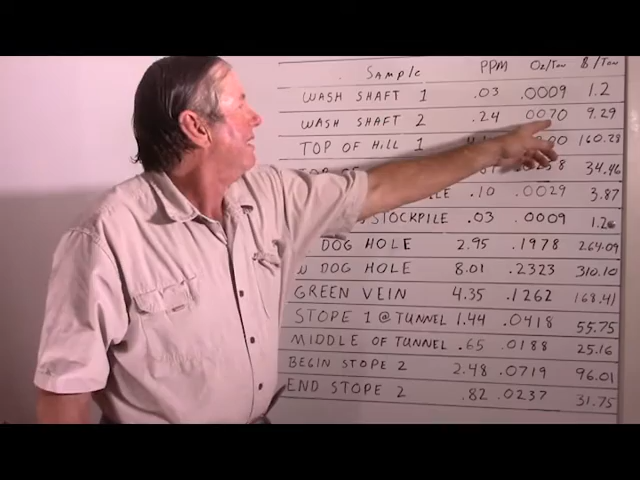 SAmplE PPM Oz/Ton $/Ton
WASH SHAFT 1 .03 .0009 1.2
WASH SHAFT 2 .24 0070 9.29
TOP OF Hill 1 160.28
34.46
.10 .0029 3.87
STOCKPILE .03 .0009 1.26
DOG HOLE 2.95 .1978 264.09
DOG HOLE 8.01 .2323 310.10
GREEN VEIN 4.35 .1262 168.41
STOPE 1 @ TUNNEL 1.44 .0418 55.75
MIDDLE OF TUNNEL .65 .0188 25.16
BEGIN STOPE 2 2.48 .0719 96.01
END STOPE 2 .82 .0237 31.75